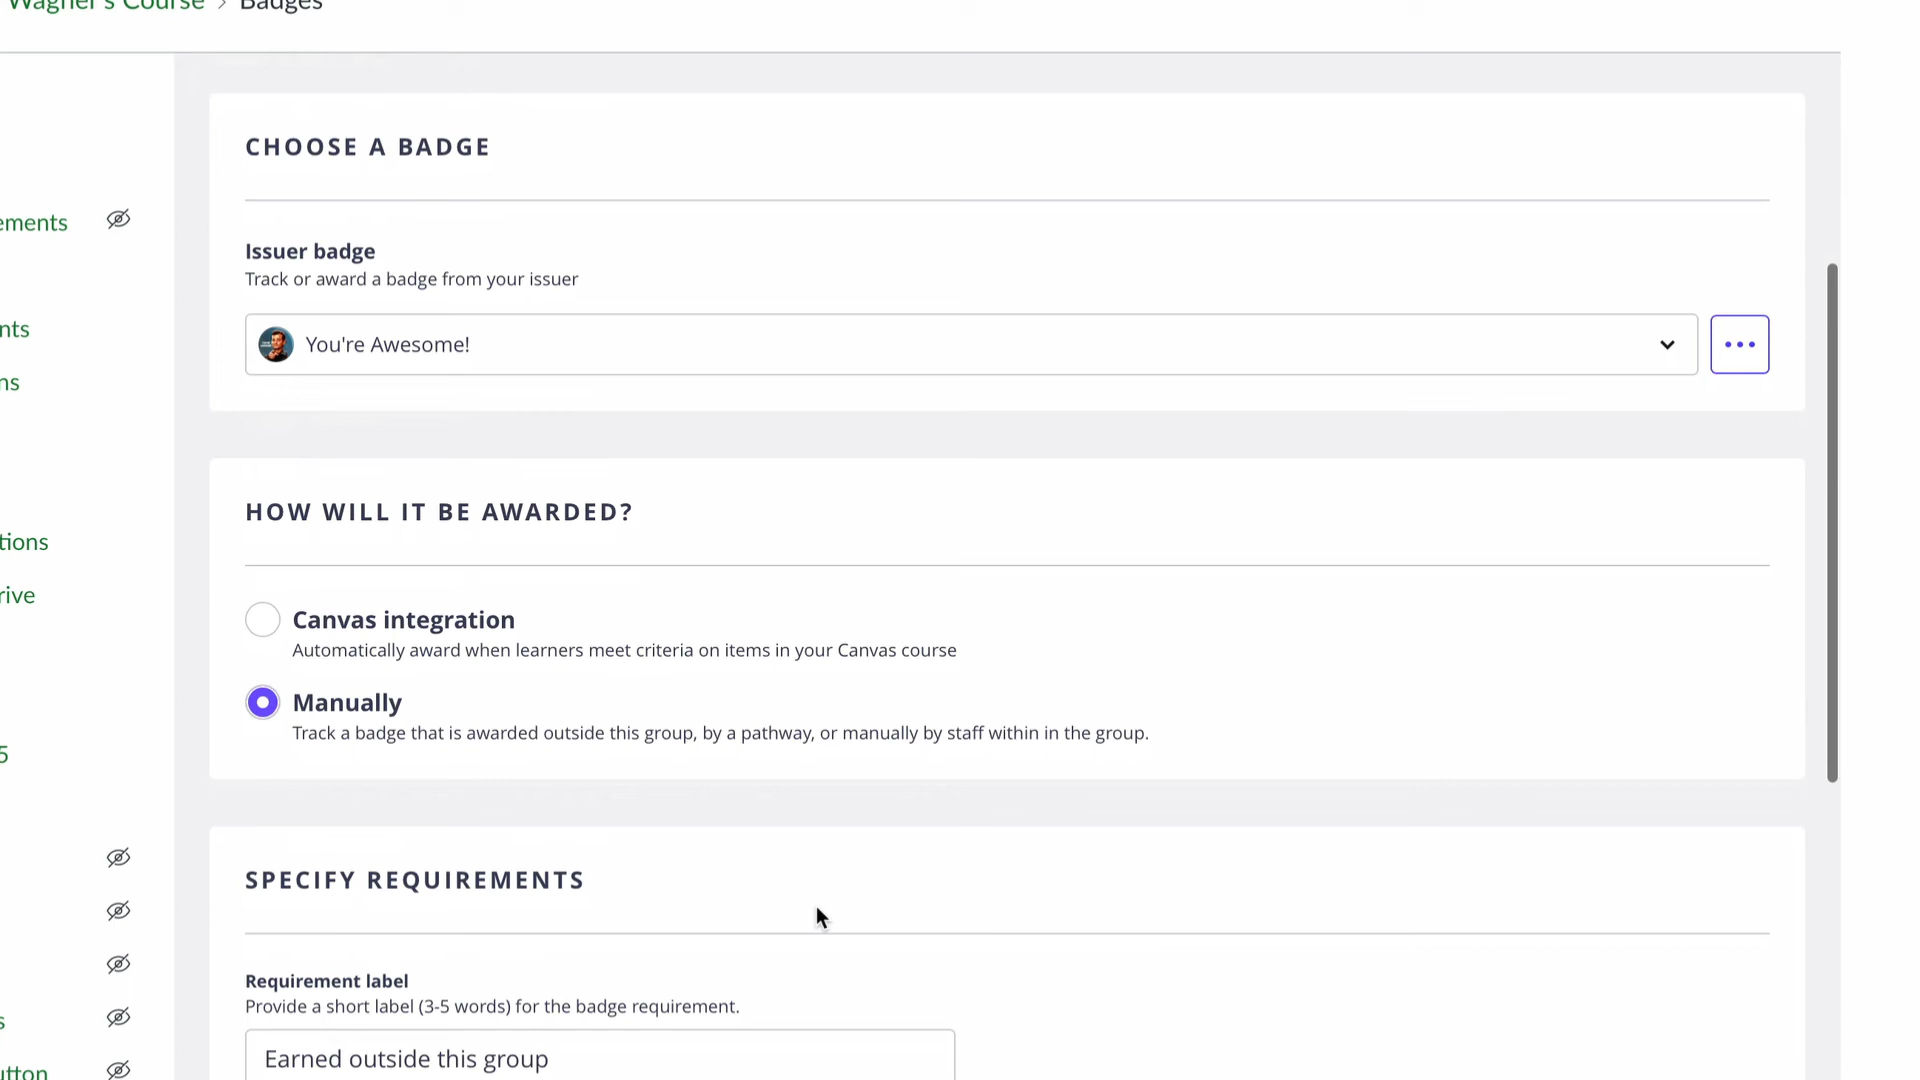 Wagner's Course > Badges
CHOOSE A BADGE
ements
Issuer badge
Track or award a badge from your issuer
nts
You're Awesome!
ns
HOW WILL IT BE AWARDED?
tions
rive
Canvas integration
Automatically award when learners meet criteria on items in your Canvas course
Manually
Track a badge that is awarded outside this group, by a pathway, or manually by staff within in the group.
5
SPECIFY REQUIREMENTS
Requirement label
Provide a short label (3-5 words) for the badge requirement.
s
Earned outside this group
utton